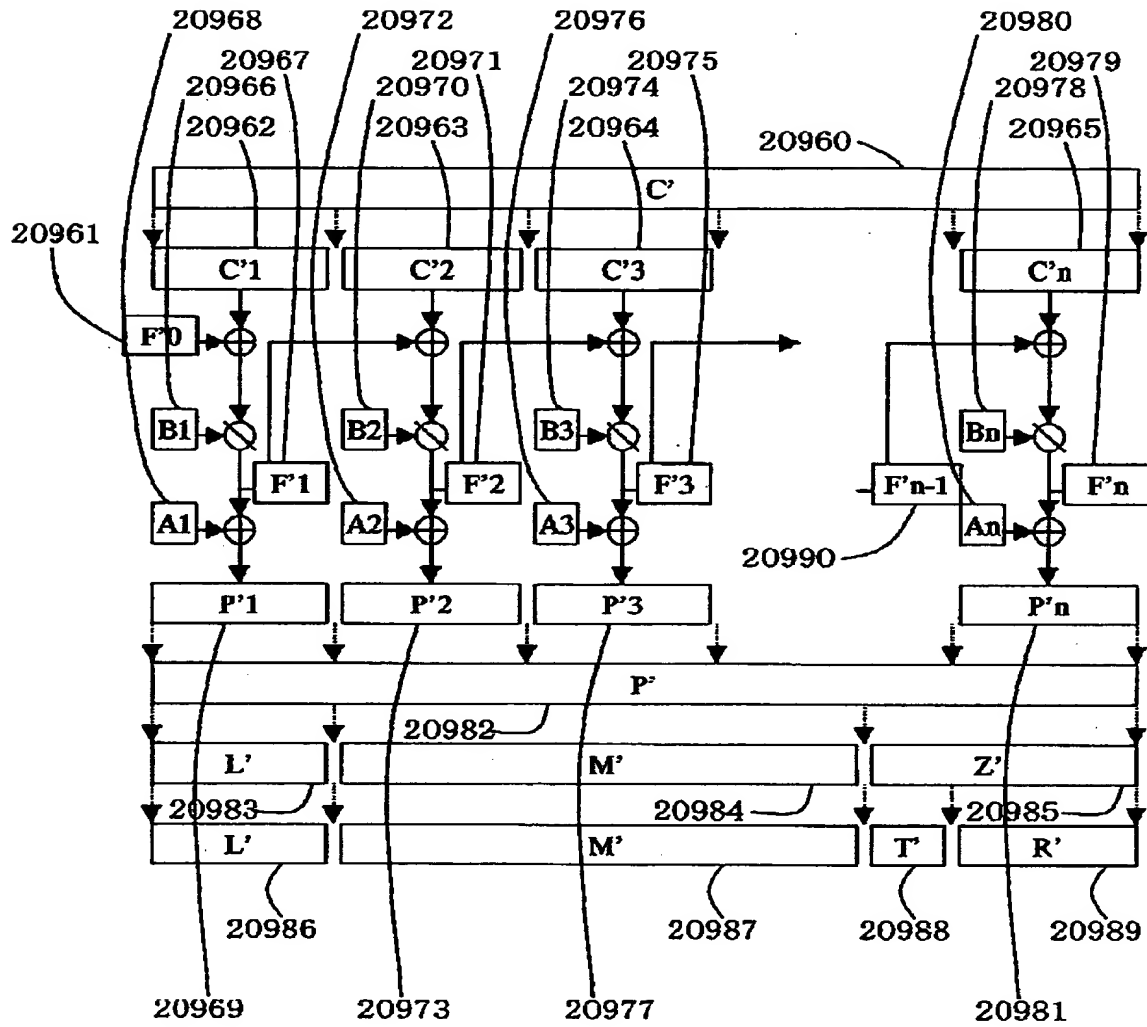 20968 20972 20976 20980
20967 20971 20975 20979
20966 20970 20974 20978
20962 20963 20964 20960 20965
C'
20961
C'1 C'2 C'3 C'n
F'0
B1 B2 B3 Bn
F'1 F'2 F'3 F'n-1 F'n
A1 A2 A3 An
20990
P'1 P'2 P'3 P'n
P'
20982
L' M' Z'
20983 20984 20985
L' M' T' R'
20986 20987 20988 20989
20969 20973 20977 20981